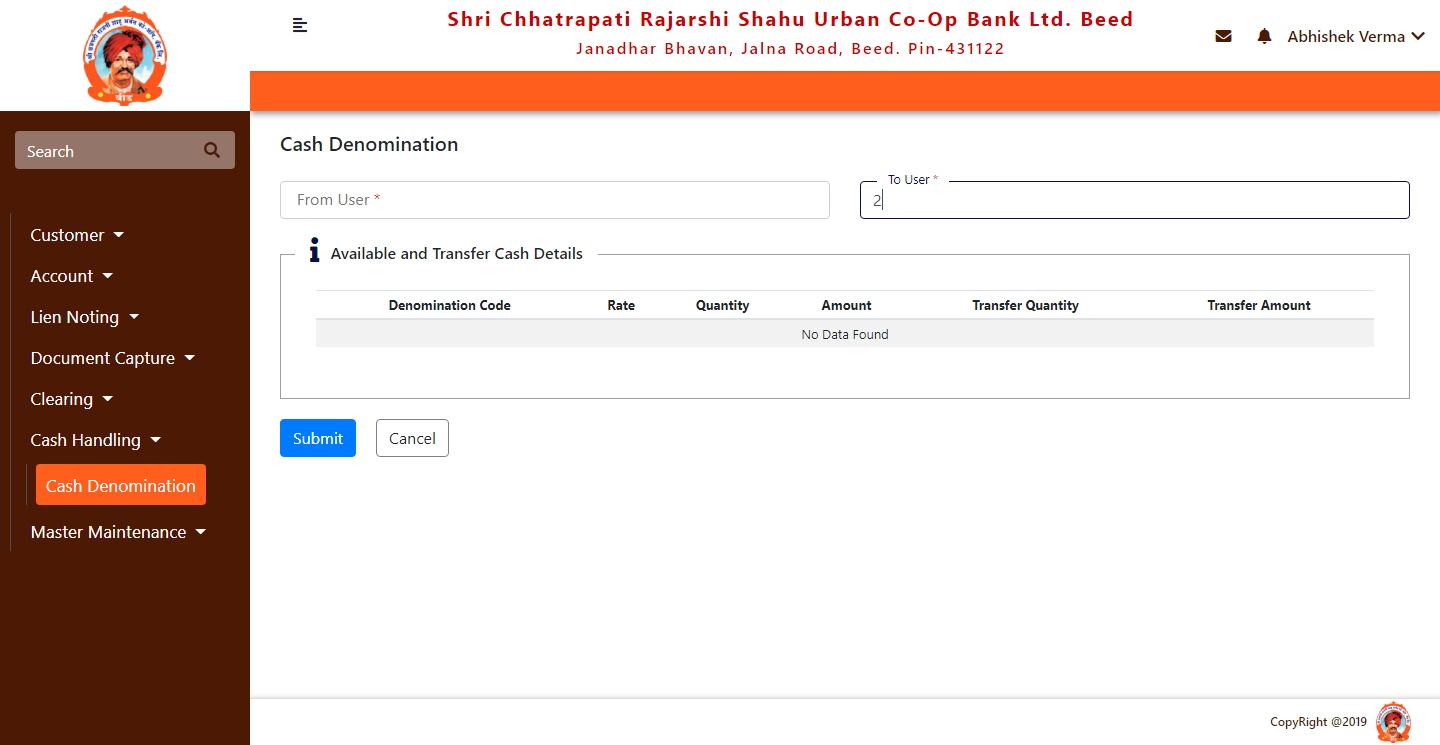 Shri Chhatrapati Rajarshi Shahu Urban Co-Op Bank Ltd. Beed
Janadhar Bhavan, Jalna Road, Beed. Pin-431122
Abhishek Verma
बीड
Search
Customer
Account
Lien Noting
Document Capture
Clearing
Cash Handling
Cash Denomination
Master Maintenance
Cash Denomination
From User *
To User *
2
Available and Transfer Cash Details
Denomination Code Rate Quantity Amount Transfer Quantity Transfer Amount
No Data Found
Submit Cancel
CopyRight @2019